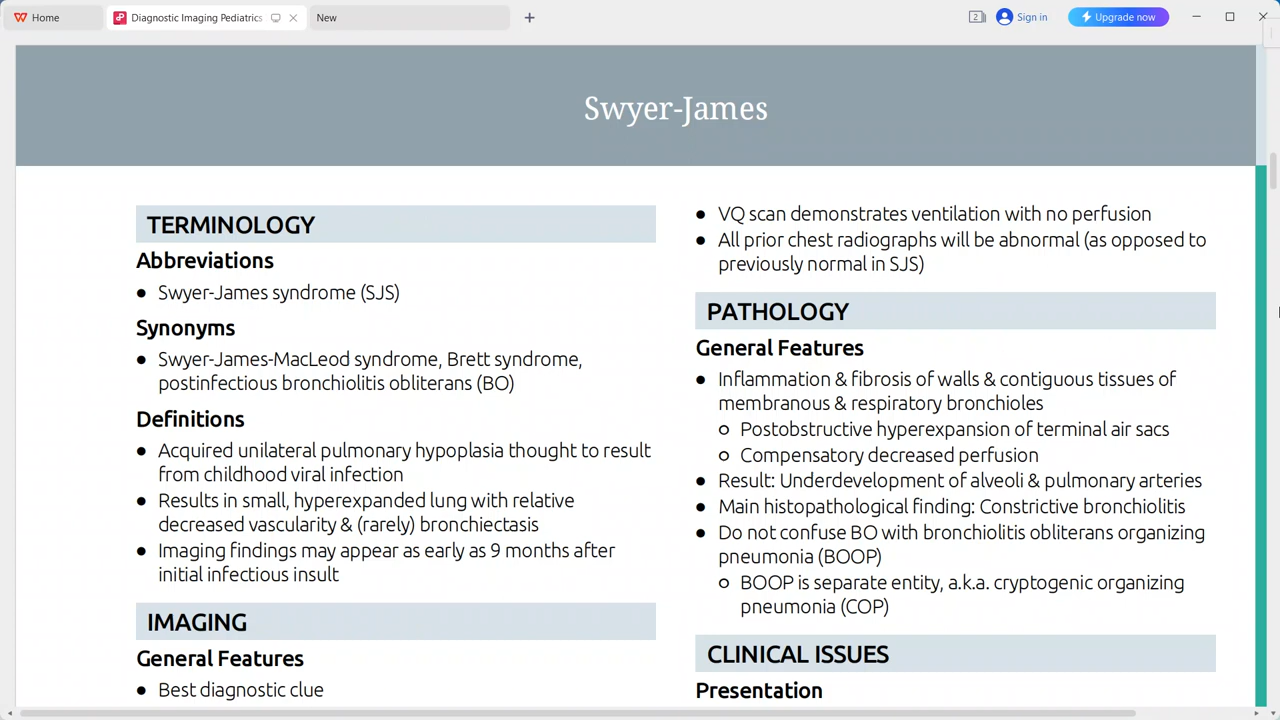 Home
Diagnostic Imaging Pediatrics
New
2
Sign in
Upgrade now
Swyer-James
TERMINOLOGY
Abbreviations
● Swyer-James syndrome (SJS)
Synonyms
● Swyer-James-MacLeod syndrome, Brett syndrome,
postinfectious bronchiolitis obliterans (BO)
Definitions
● Acquired unilateral pulmonary hypoplasia thought to result
from childhood viral infection
● Results in small, hyperexpanded lung with relative
decreased vascularity & (rarely) bronchiectasis
● Imaging findings may appear as early as 9 months after
initial infectious insult
IMAGING
General Features
● Best diagnostic clue
● VQ scan demonstrates ventilation with no perfusion
● All prior chest radiographs will be abnormal (as opposed to
previously normal in SJS)
PATHOLOGY
General Features
● Inflammation & fibrosis of walls & contiguous tissues of
membranous & respiratory bronchioles
○ Postobstructive hyperexpansion of terminal air sacs
○ Compensatory decreased perfusion
● Result: Underdevelopment of alveoli & pulmonary arteries
● Main histopathological finding: Constrictive bronchiolitis
● Do not confuse BO with bronchiolitis obliterans organizing
pneumonia (BOOP)
○ BOOP is separate entity, a.k.a. cryptogenic organizing
pneumonia (COP)
CLINICAL ISSUES
Presentation